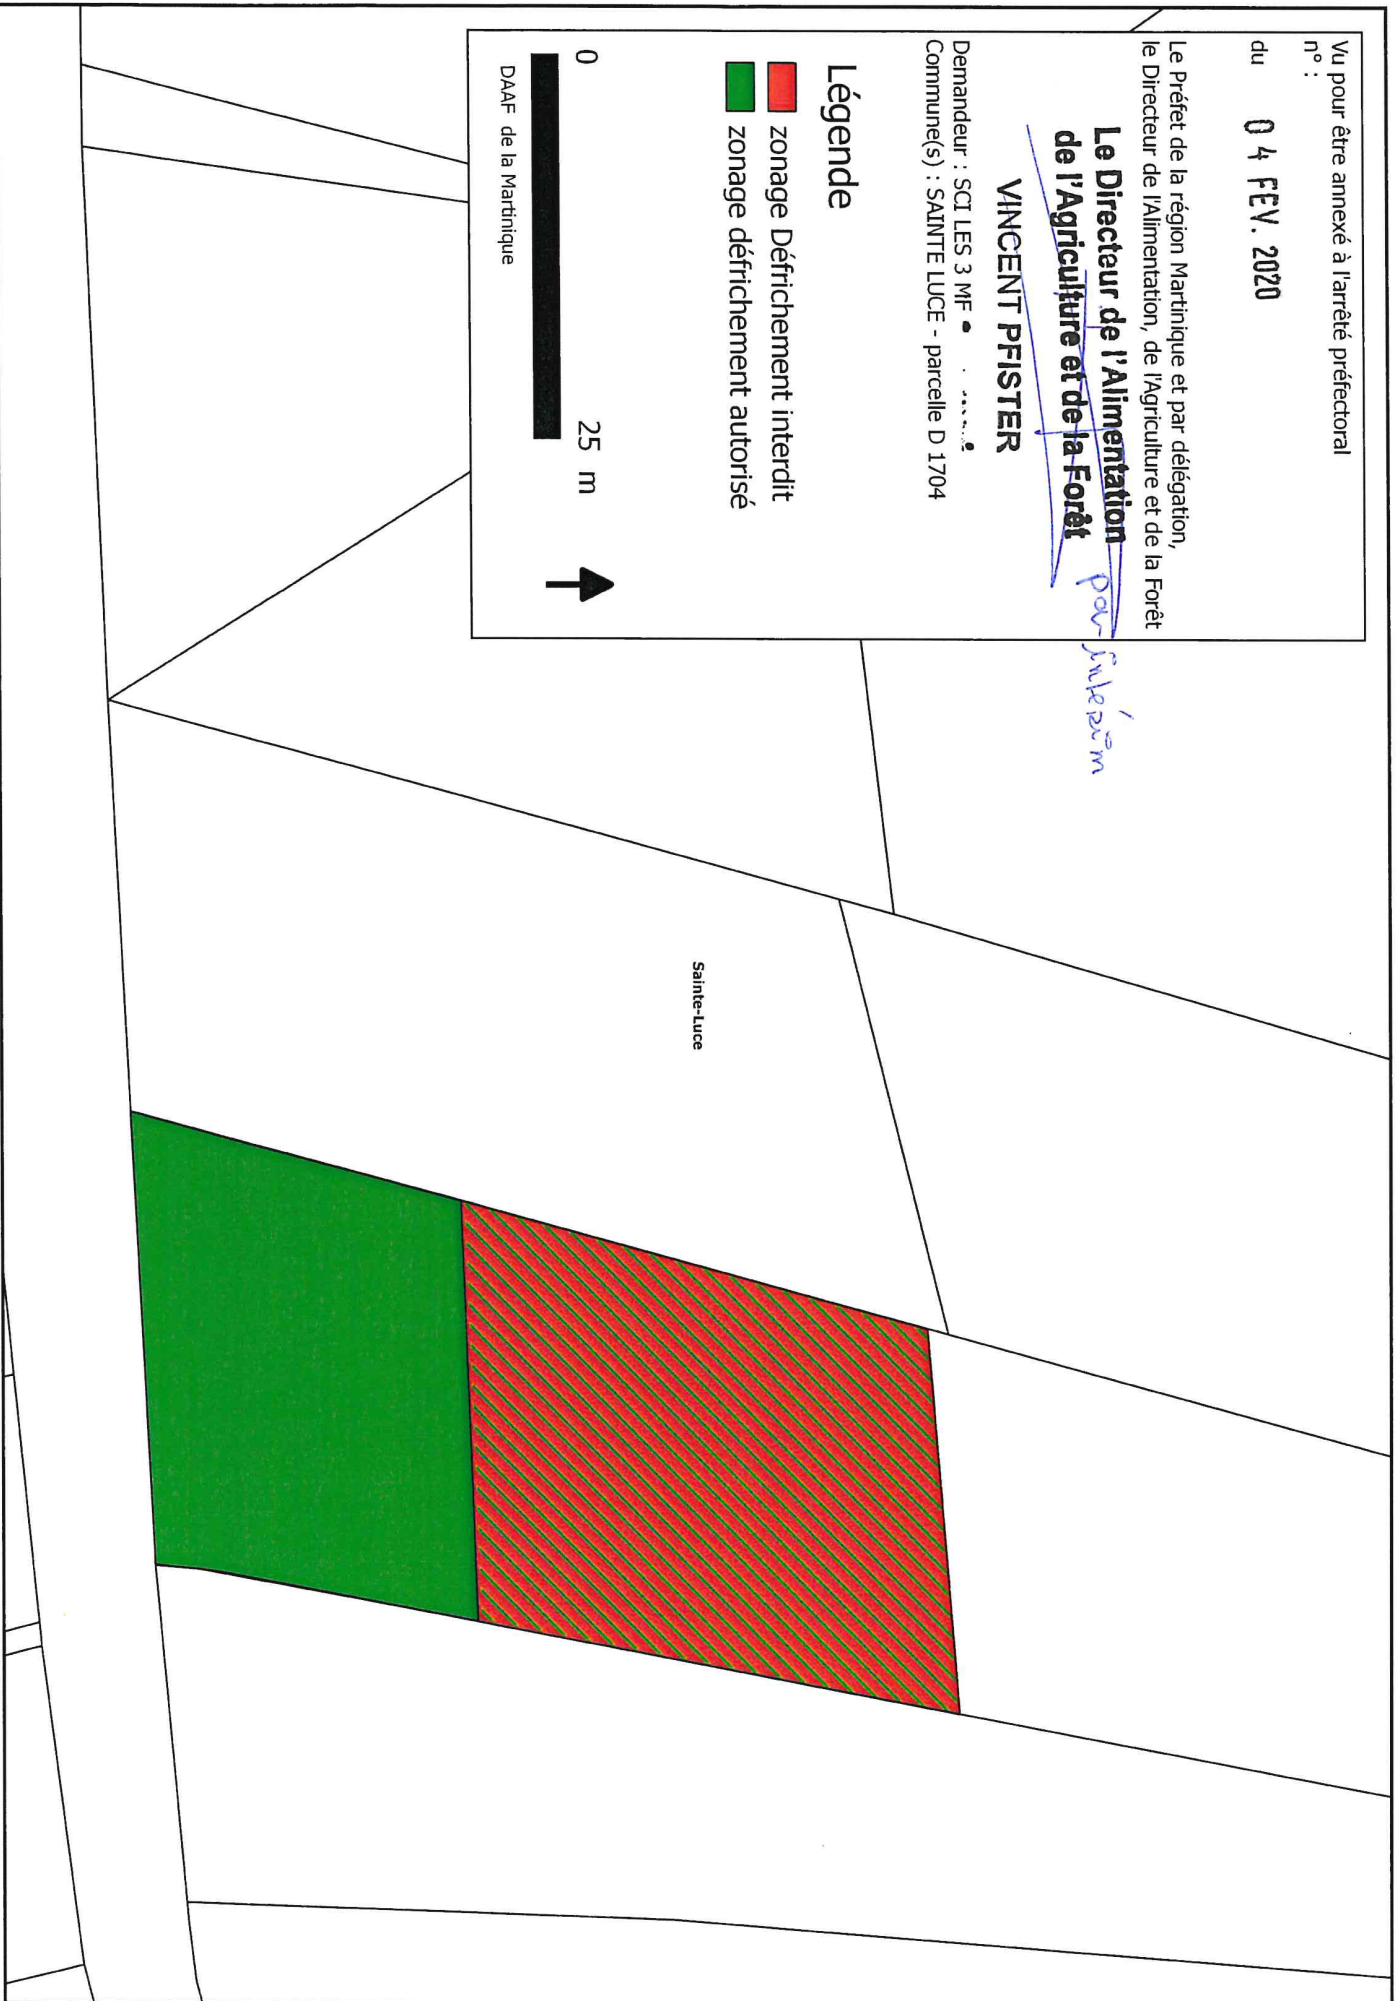 Vu pour être annexé à l'arrêté préfectoral
n° :
du 04 FEV. 2020
Le Préfet de la région Martinique et par délégation,
le Directeur de l'Alimentation, de l'Agriculture et de la Forêt
Le Directeur de l'Alimentation
de l'Agriculture et de la Forêt
par intérim
VINCENT PFISTER
Demandeur : SCI LES 3 MF
Commune(s) : SAINTE LUCE - parcelle D 1704
Légende
zonage Défrichement interdit
zonage défrichement autorisé
0 25 m
DAAF de la Martinique
Sainte-Luce